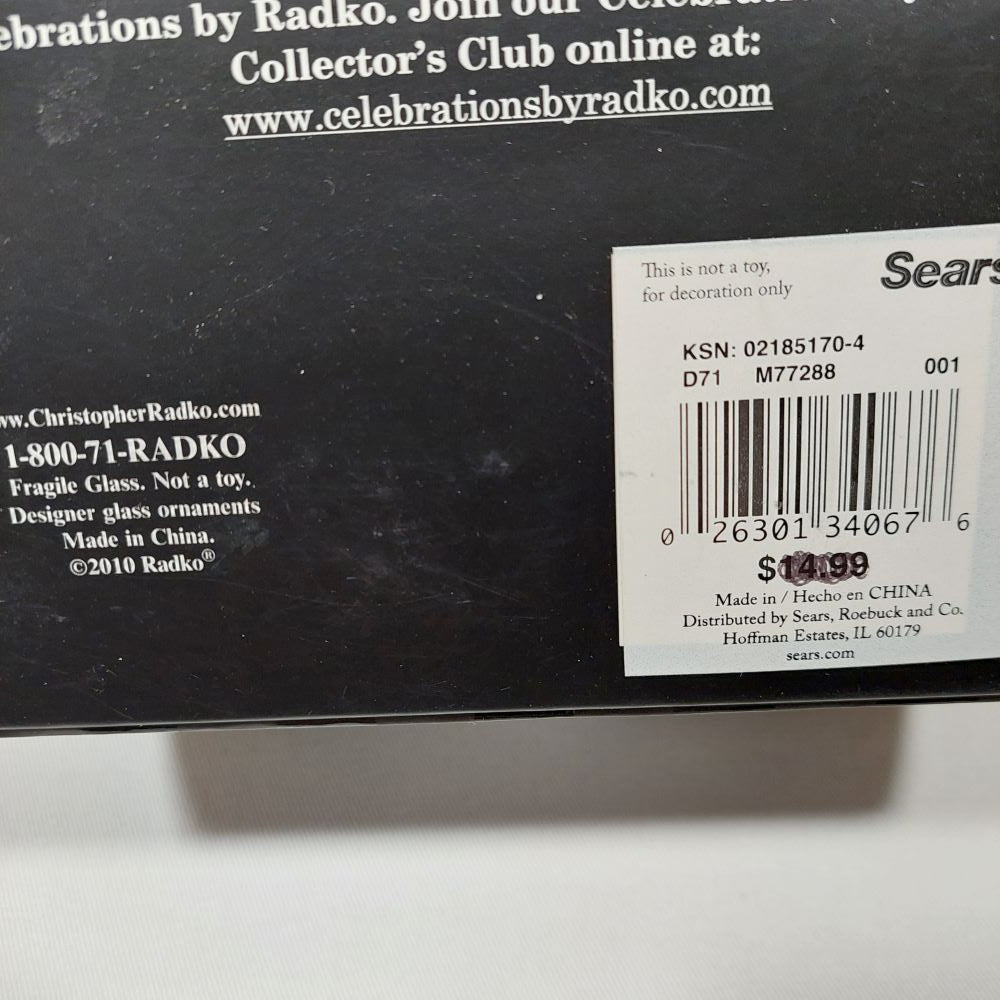 ebrations by Radko. Join our
Collector's Club online at:
www.celebrationsbyradko.com
This is not a toy,
for decoration only
Sears
KSN: 02185170-4
D71 M77288 001
0 26301 34067 6
$14.99
Made in / Hecho en CHINA
Distributed by Sears, Roebuck and Co.
Hoffman Estates, IL 60179
sears.com
ww.ChristopherRadko.com
1-800-71-RADKO
Fragile Glass. Not a toy.
Designer glass ornaments
Made in China.
©2010 Radko®